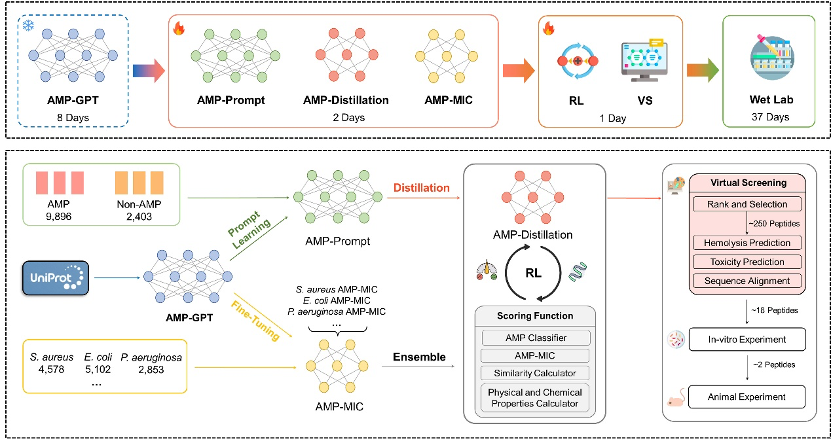 AMP-GPT
8 Days
AMP-Prompt
AMP-Distillation
AMP-MIC
2 Days
RL
VS
1 Day
Wet Lab
37 Days
AMP
9,896
Non-AMP
2,403
Prompt
Learning
AMP-Prompt
Distillation
AMP-Distillation
RL
UniProt
AMP-GPT
Fine-Tuning
S. aureus AMP-MIC
E. coli AMP-MIC
P. aeruginosa AMP-MIC
...
S. aureus
4,578
E. coli
5,102
P. aeruginosa
2,853
...
AMP-MIC
Ensemble
Scoring Function
AMP Classifier
AMP-MIC
Similarity Calculator
Physical and Chemical
Properties Calculator
Virtual Screening
Rank and Selection
~250 Peptides
Hemolysis Prediction
Toxicity Prediction
Sequence Alignment
~16 Peptides
In-vitro Experiment
~2 Peptides
Animal Experiment